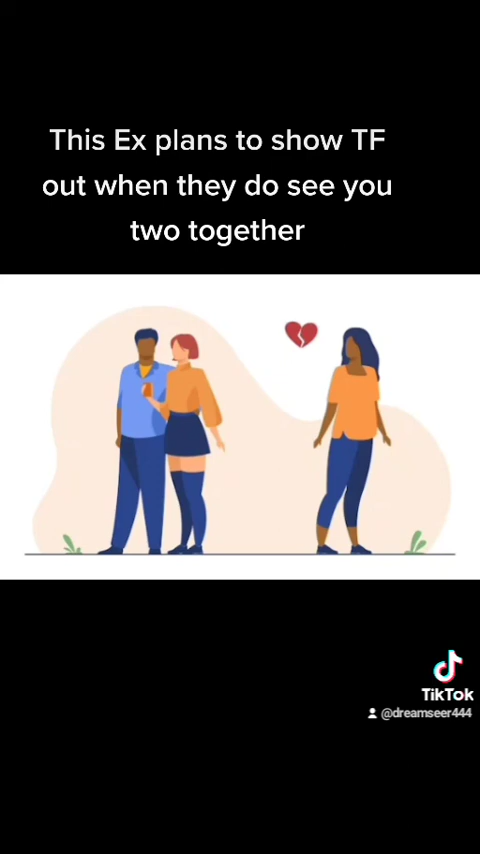 This Ex plans to show TF
out when they do see you
two together
TikTok
@dreamseer444